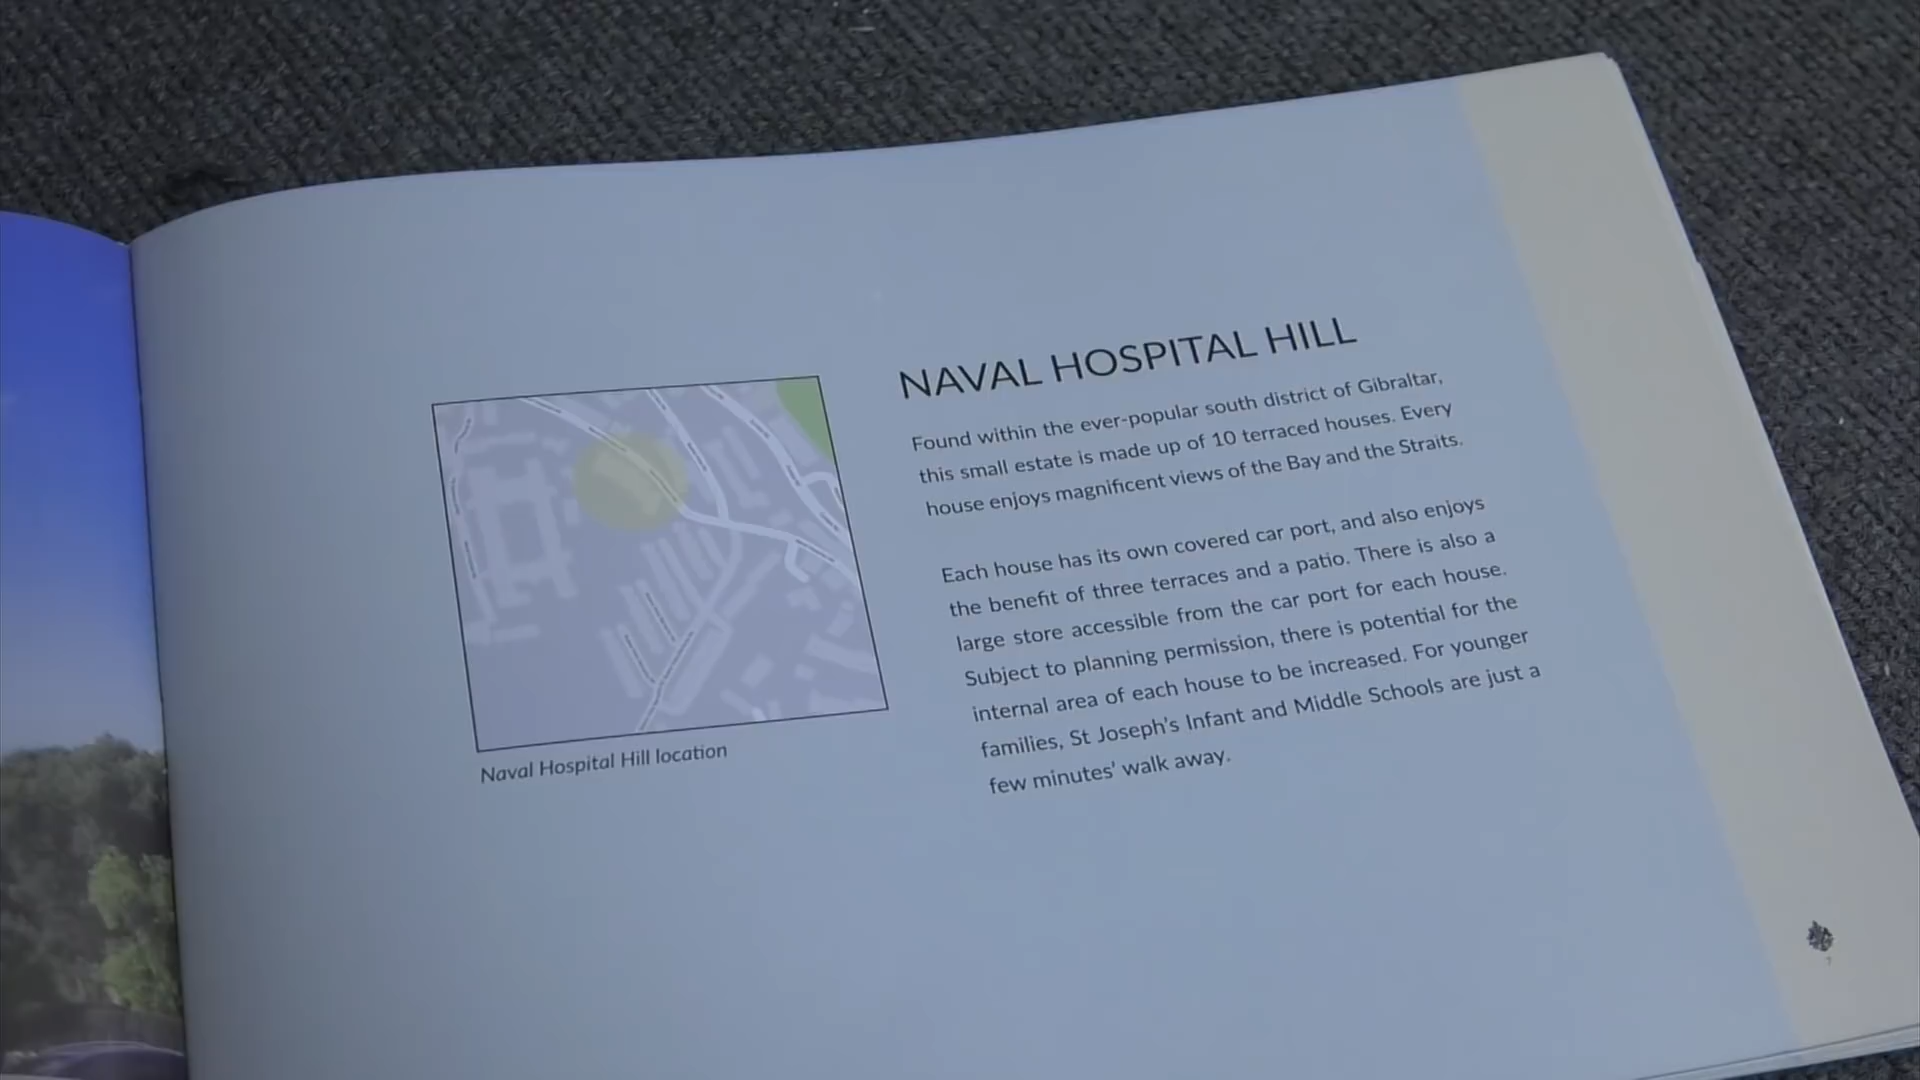 NAVAL HOSPITAL HILL
Found within the ever-popular south district of Gibraltar,
this small estate is made up of 10 terraced houses. Every
house enjoys magnificent views of the Bay and the Straits.
Each house has its own covered car port, and also enjoys
the benefit of three terraces and a patio. There is also a
large store accessible from the car port for each house.
Subject to planning permission, there is potential for the
internal area of each house to be increased. For younger
families, St Joseph's Infant and Middle Schools are just a
few minutes' walk away.
Naval Hospital Hill location